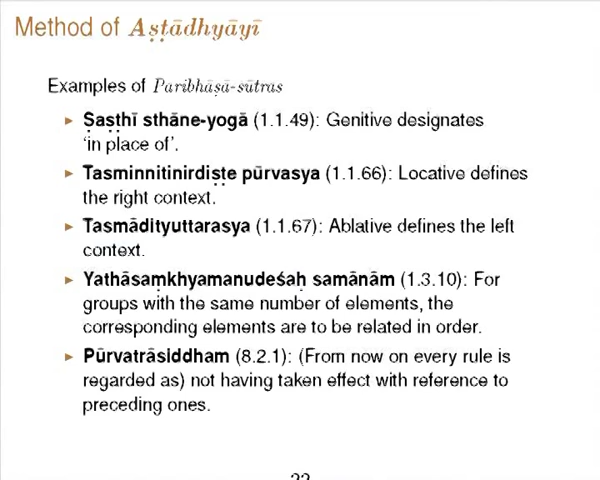 Method of Aṣṭādhyāyī
Examples of Paribhāṣā-sūtras
► Ṣaṣṭhī sthāne-yogā (1.1.49): Genitive designates
‘in place of’.
► Tasminnitinirdiṣṭe pūrvasya (1.1.66): Locative defines
the right context.
► Tasmādityuttarasya (1.1.67): Ablative defines the left
context.
► Yathāsaṃkhyamanudeśaḥ samānām (1.3.10): For
groups with the same number of elements, the
corresponding elements are to be related in order.
► Pūrvatrāsiddham (8.2.1): (From now on every rule is
regarded as) not having taken effect with reference to
preceding ones.